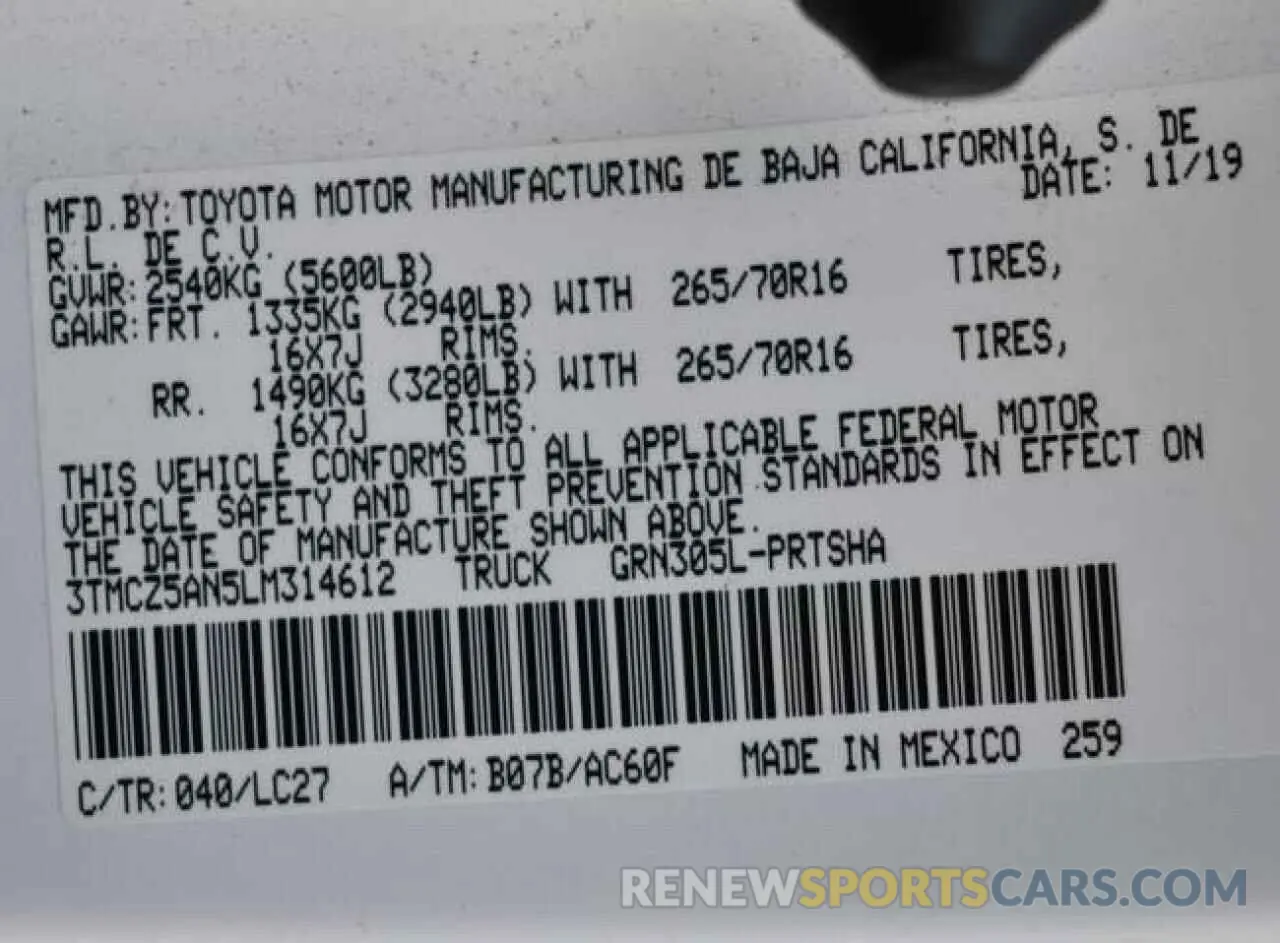 MFD.BY: TOYOTA MOTOR MANUFACTURING DE BAJA CALIFORNIA, S. DE
R.L. DE C.V. DATE: 11/19
GVWR: 2540KG (5600LB)
GAWR: FRT. 1335KG (2940LB) WITH 265/70R16 TIRES,
16X7J RIMS.
RR. 1490KG (3280LB) WITH 265/70R16 TIRES,
16X7J RIMS.
THIS VEHICLE CONFORMS TO ALL APPLICABLE FEDERAL MOTOR
VEHICLE SAFETY AND THEFT PREVENTION STANDARDS IN EFFECT ON
THE DATE OF MANUFACTURE SHOWN ABOVE.
3TMCZ5AN5LM314612 TRUCK GRN305L-PRTSHA
C/TR: 040/LC27 A/TM: B07B/AC60F MADE IN MEXICO 259
RENEWSPORTSCARS.COM